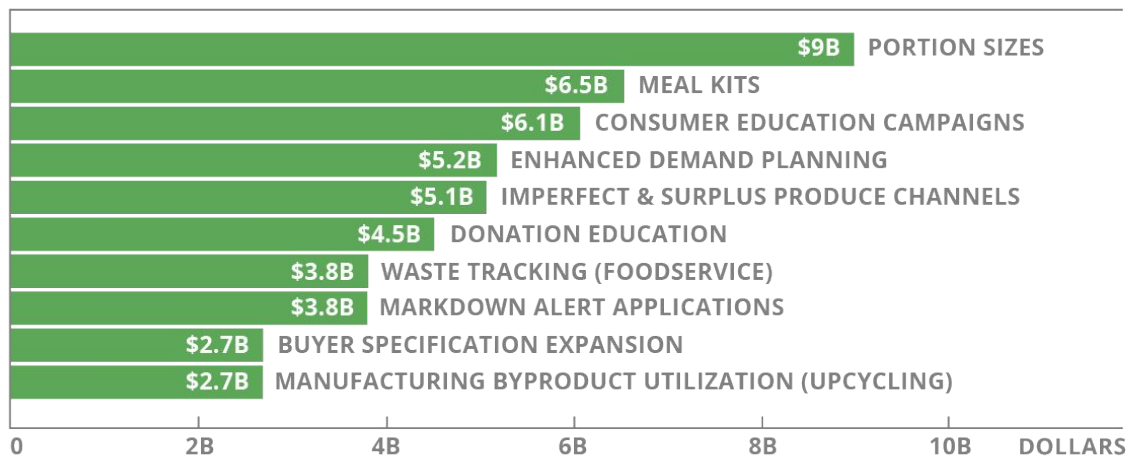 $9B PORTION SIZES
$6.5B MEAL KITS
$6.1B CONSUMER EDUCATION CAMPAIGNS
$5.2B ENHANCED DEMAND PLANNING
$5.1B IMPERFECT & SURPLUS PRODUCE CHANNELS
$4.5B DONATION EDUCATION
$3.8B WASTE TRACKING (FOODSERVICE)
$3.8B MARKDOWN ALERT APPLICATIONS
$2.7B BUYER SPECIFICATION EXPANSION
$2.7B MANUFACTURING BYPRODUCT UTILIZATION (UPCYCLING)
0 2B 4B 6B 8B 10B DOLLARS